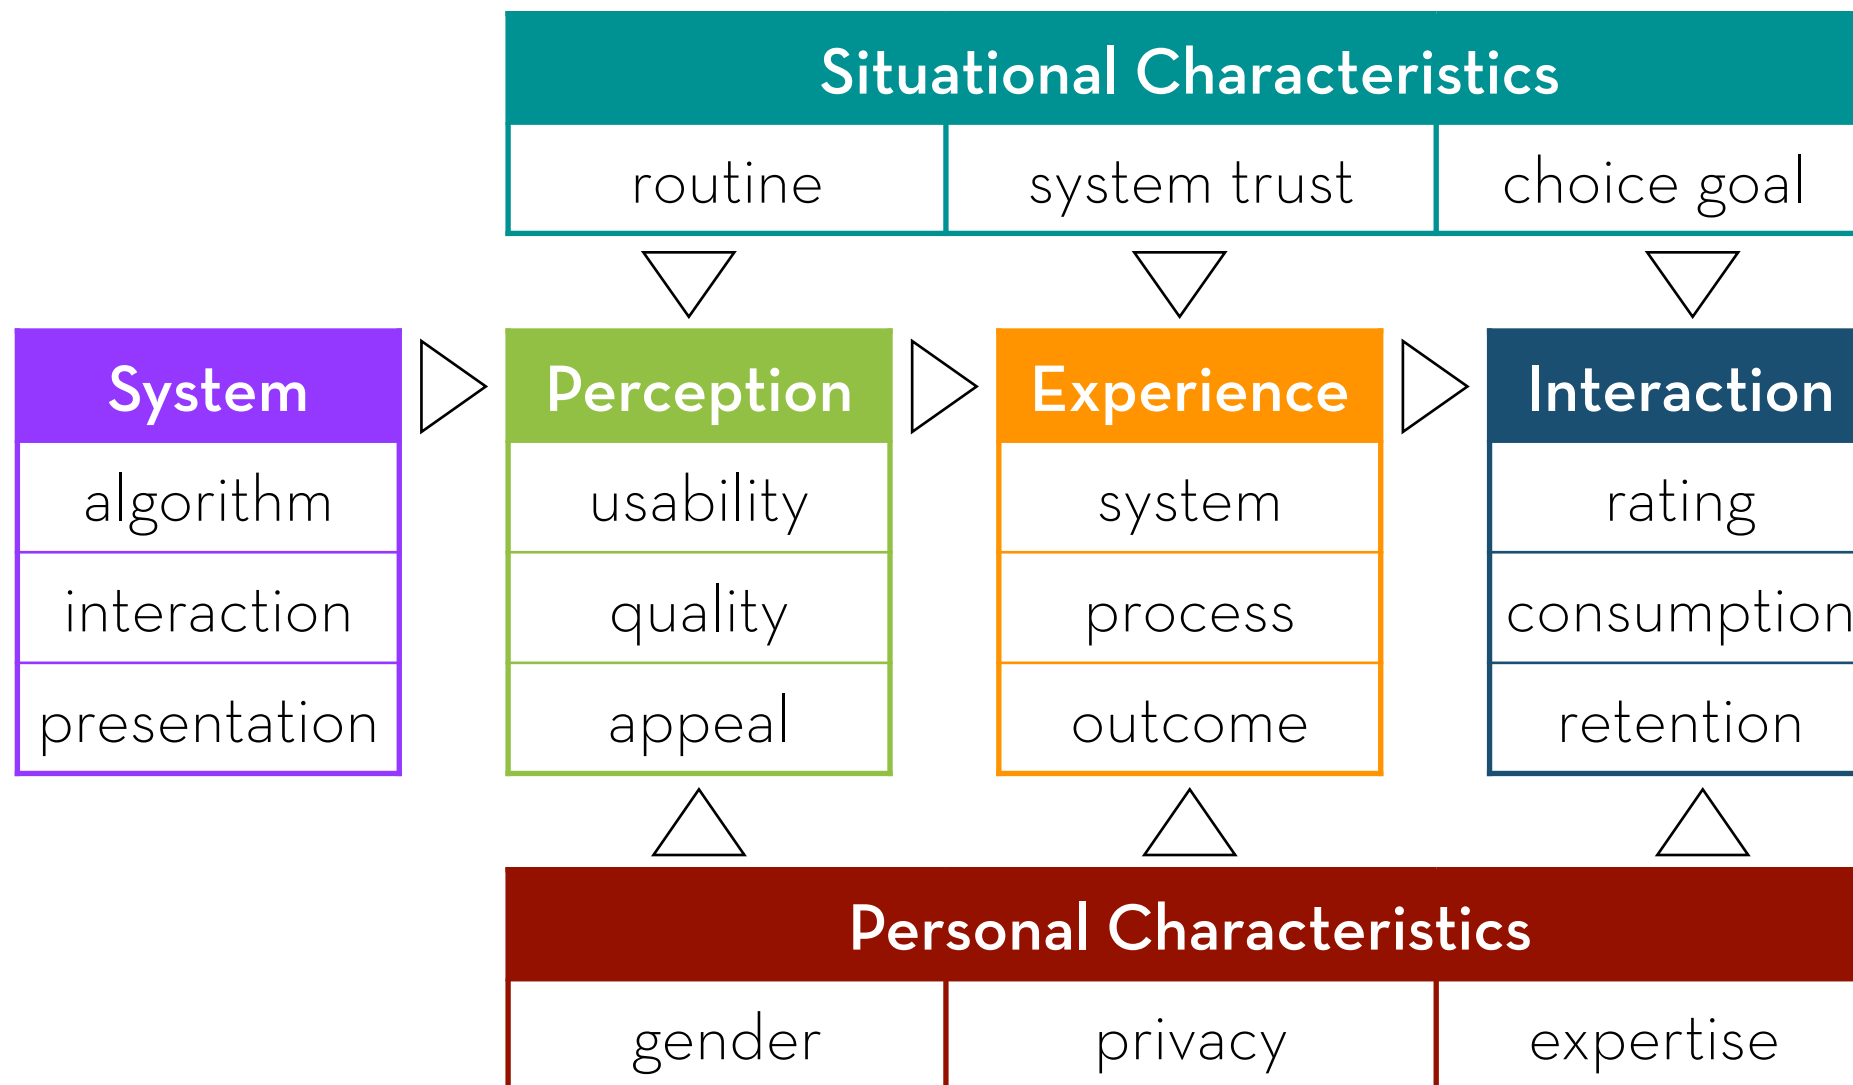 Situational Characteristics
routine system trust choice goal
System Perception Experience Interaction
algorithm usability system rating
interaction quality process consumption
presentation appeal outcome retention
Personal Characteristics
gender privacy expertise